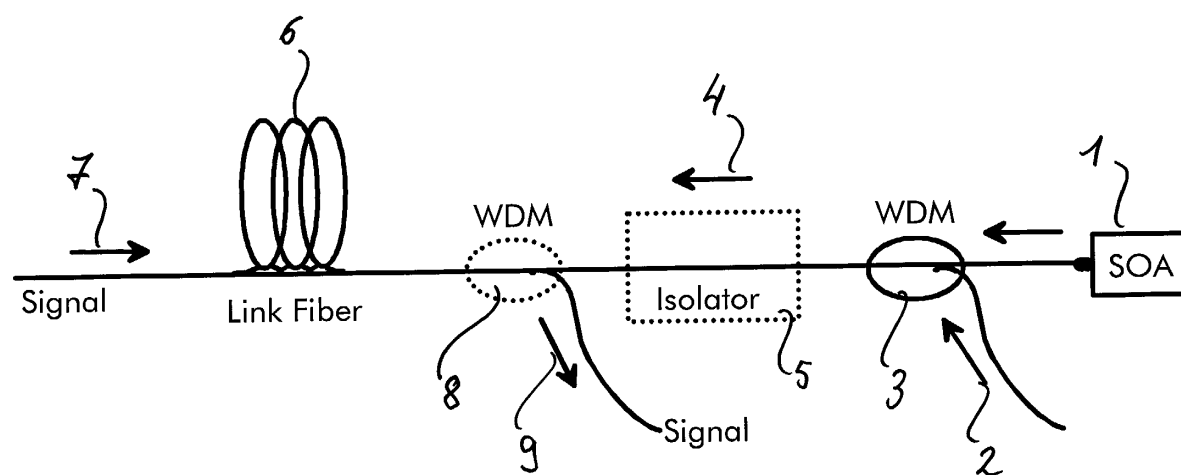 6
7
4
1
WDM
WDM
SOA
Signal
Link Fiber
Isolator
8
9
Signal
5
3
2